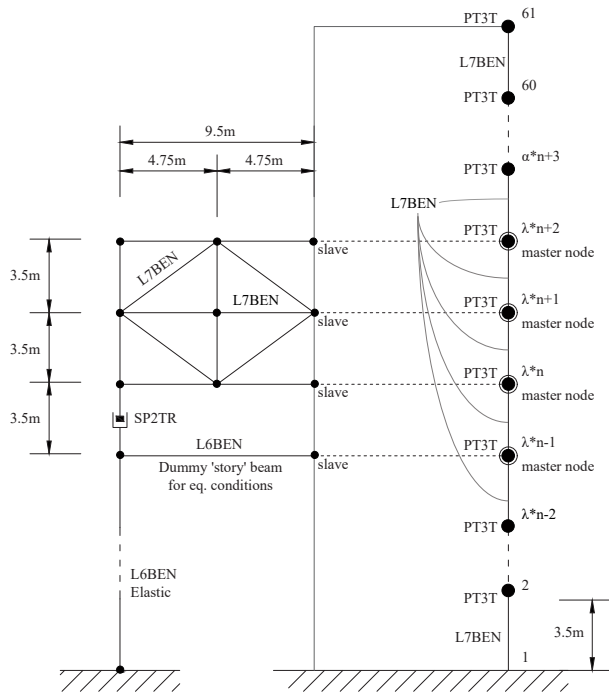 PT3T
61
L7BEN
60
PT3T
9.5m
4.75m
4.75m
PT3T
α*n+3
L7BEN
PT3T
λ*n+2
master node
slave
3.5m
L7BEN
L7BEN
PT3T
λ*n+1
master node
slave
3.5m
PT3T
λ*n
master node
slave
3.5m
SP2TR
L6BEN
PT3T
λ*n-1
master node
slave
Dummy 'story' beam
for eq. conditions
PT3T
λ*n-2
L6BEN
Elastic
PT3T
2
3.5m
L7BEN
1